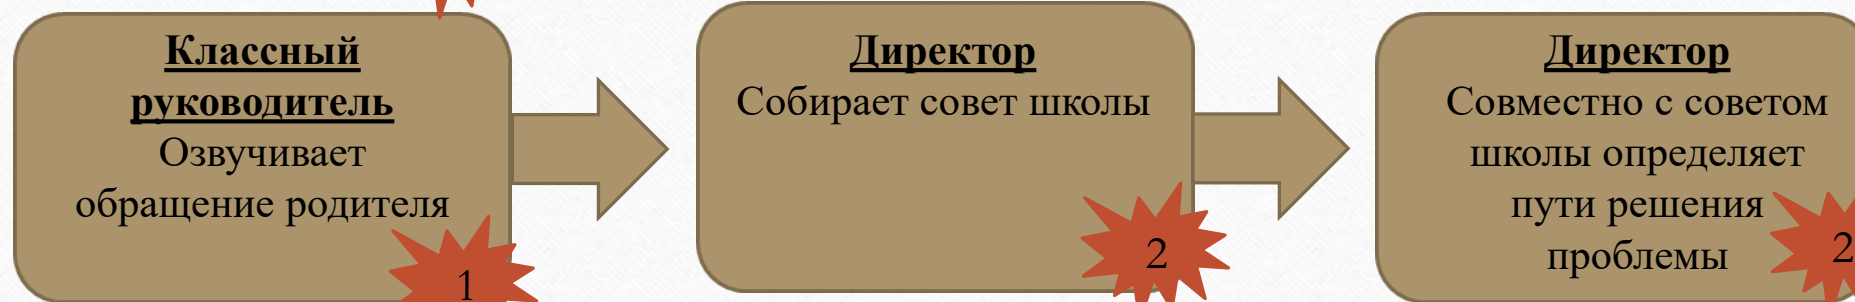 Классный
руководитель
Озвучивает
обращение родителя
1
Директор
Собирает совет школы
2
Директор
Совместно с советом
школы определяет
пути решения
проблемы
2